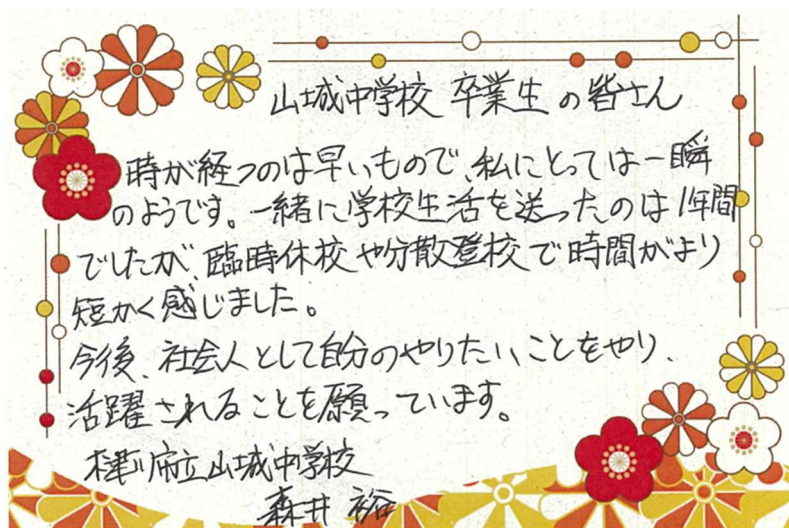 山城中学校 卒業生の皆さん
時が経つのは早いもので、私にとっては一瞬
のようです。一緒に学校生活を送ったのは1年間
でしたが、臨時休校や分散登校で時間がより
短かく感じました。
今後、社会人として自分のやりたいことをやり、
活躍されることを願っています。
木津川市立山城中学校
森井 裕